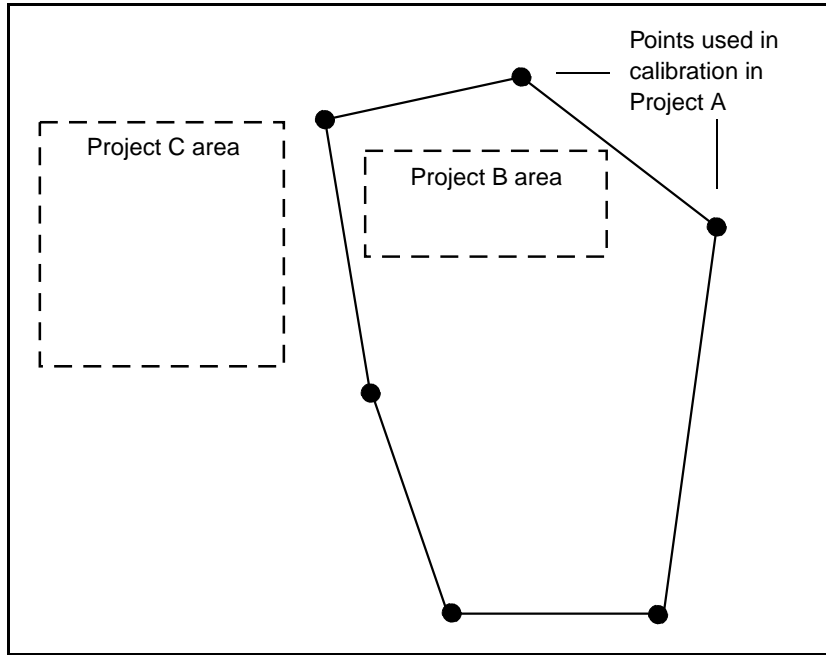 Points used in
calibration in
Project A
Project C area
Project B area